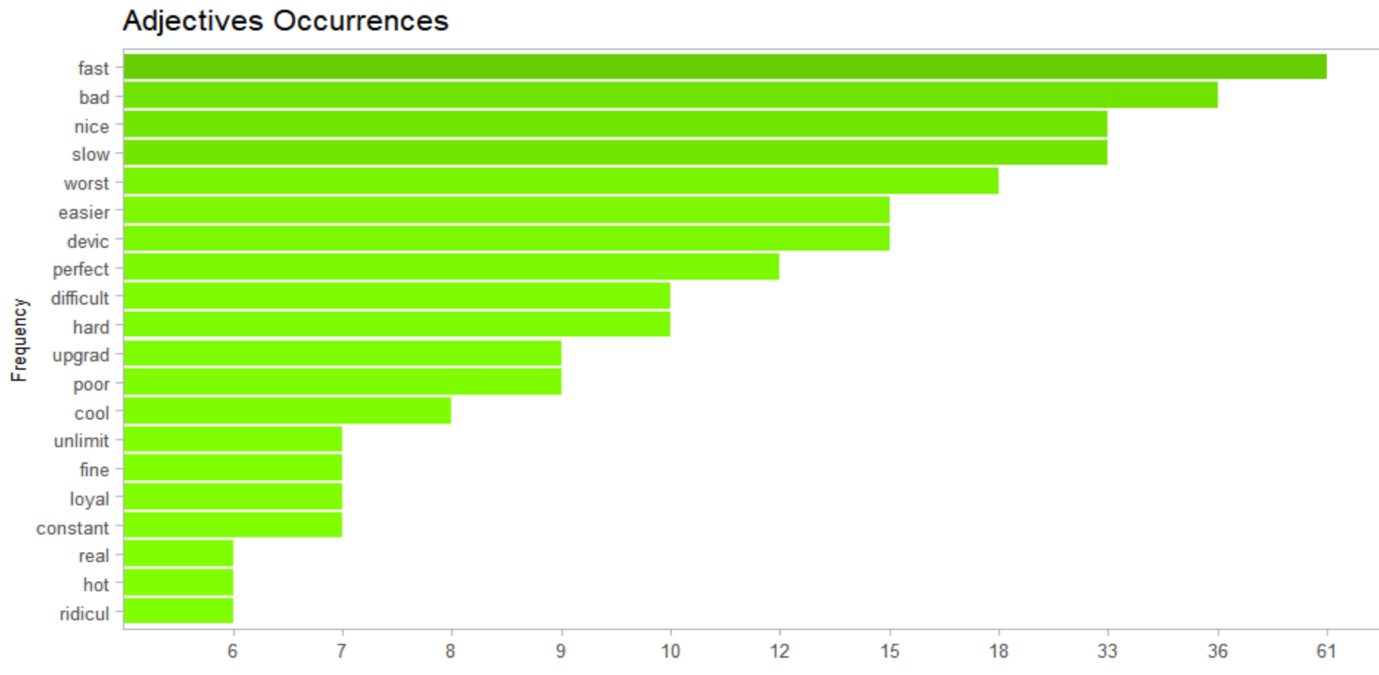 Adjectives Occurrences
fast
bad
nice
slow
worst
easier
devic
perfect
difficult
hard
upgrad
poor
cool
unlimit
fine
loyal
constant
real
hot
ridicul
Frequency
6 7 8 9 10 12 15 18 33 36 61